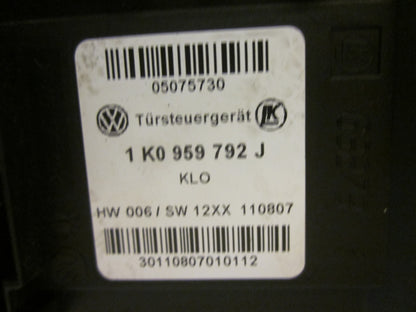 05075730
Türsteuergerät
1 K0 959 792 J
KLO
HW 006 / SW 12XX 110807
30110807010112